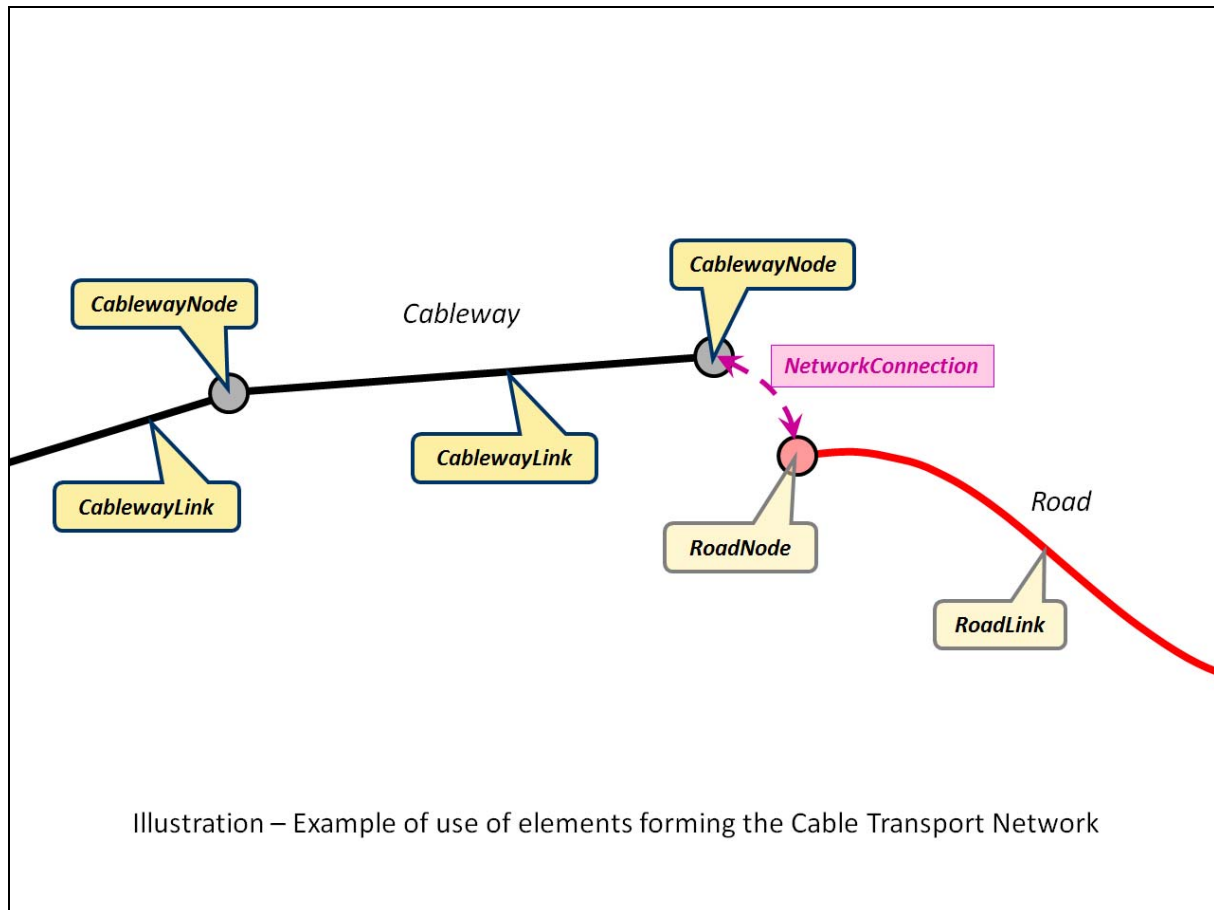 CablewayNode
CablewayNode
Cableway
NetworkConnection
CablewayLink
CablewayLink
Road
RoadNode
RoadLink
Illustration – Example of use of elements forming the Cable Transport Network